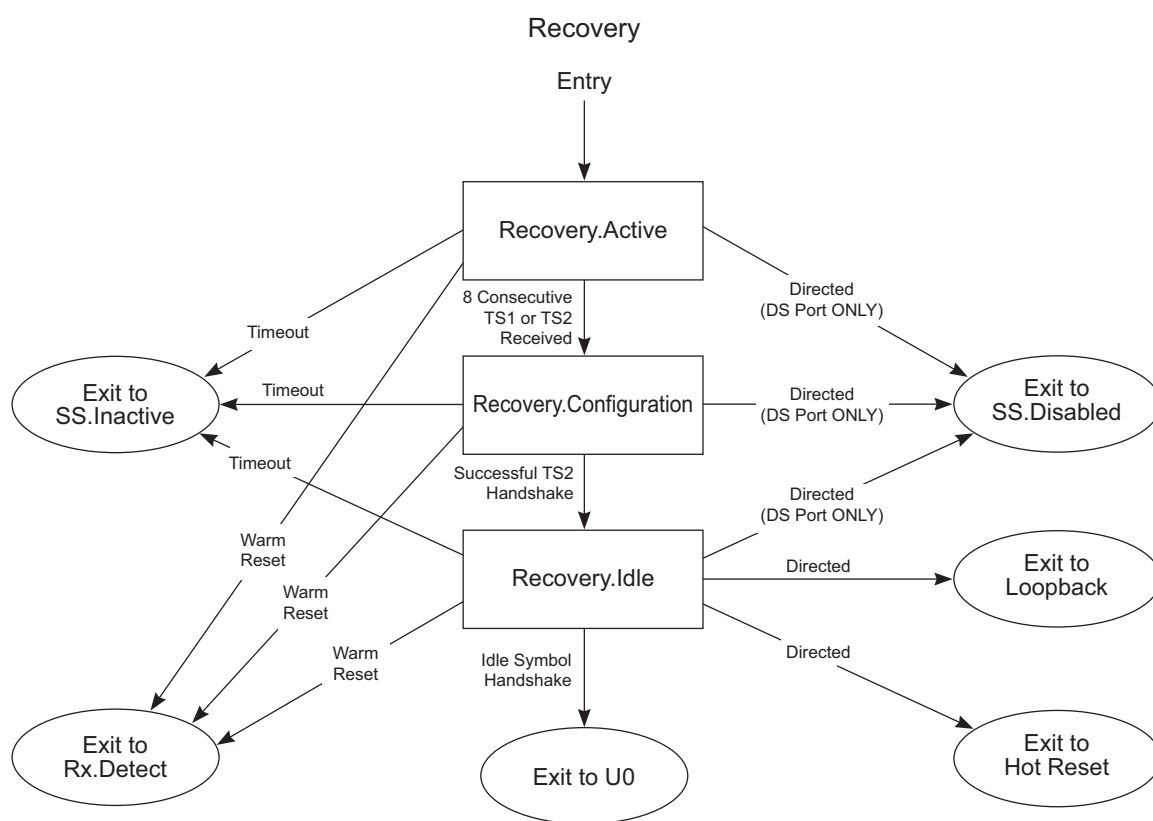 Recovery
Entry
Recovery.Active
8 Consecutive
TS1 or TS2
Received
Directed
(DS Port ONLY)
Timeout
Exit to
SS.Inactive
Timeout
Recovery.Configuration
Directed
(DS Port ONLY)
Exit to
SS.Disabled
Timeout
Successful TS2
Handshake
Directed
(DS Port ONLY)
Warm
Reset
Recovery.Idle
Directed
Exit to
Loopback
Warm
Reset
Warm
Reset
Idle Symbol
Handshake
Directed
Exit to
Rx.Detect
Exit to U0
Exit to
Hot Reset